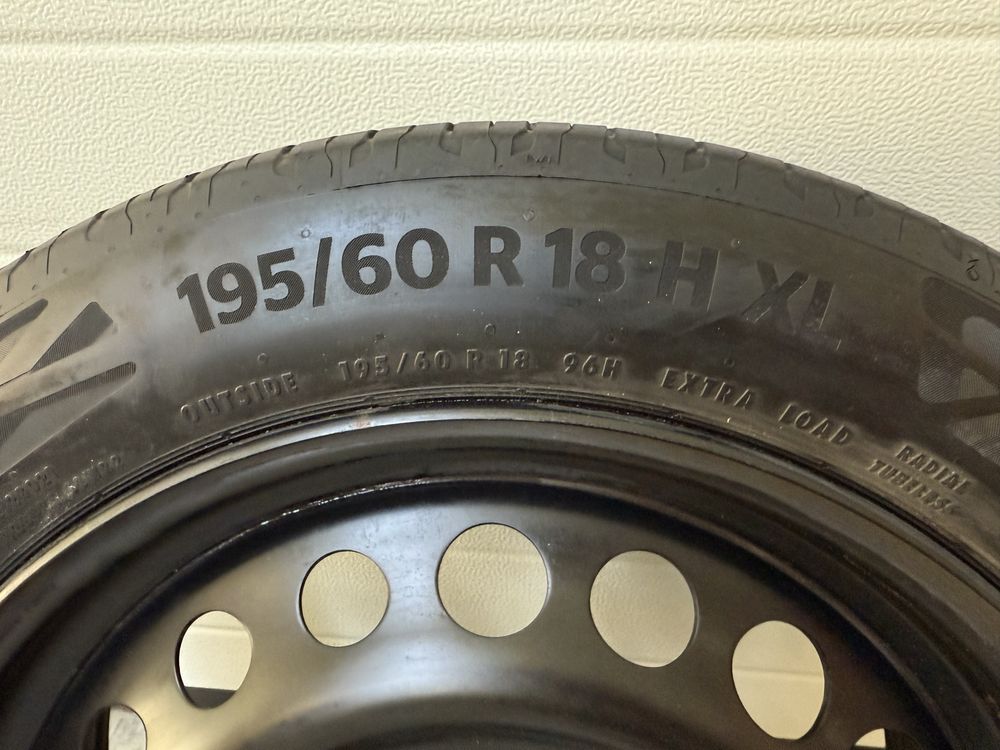 195/60 R 18 H XL
OUTSIDE 195/60 R 18 96H EXTRA LOAD RADIAL
TUBELESS